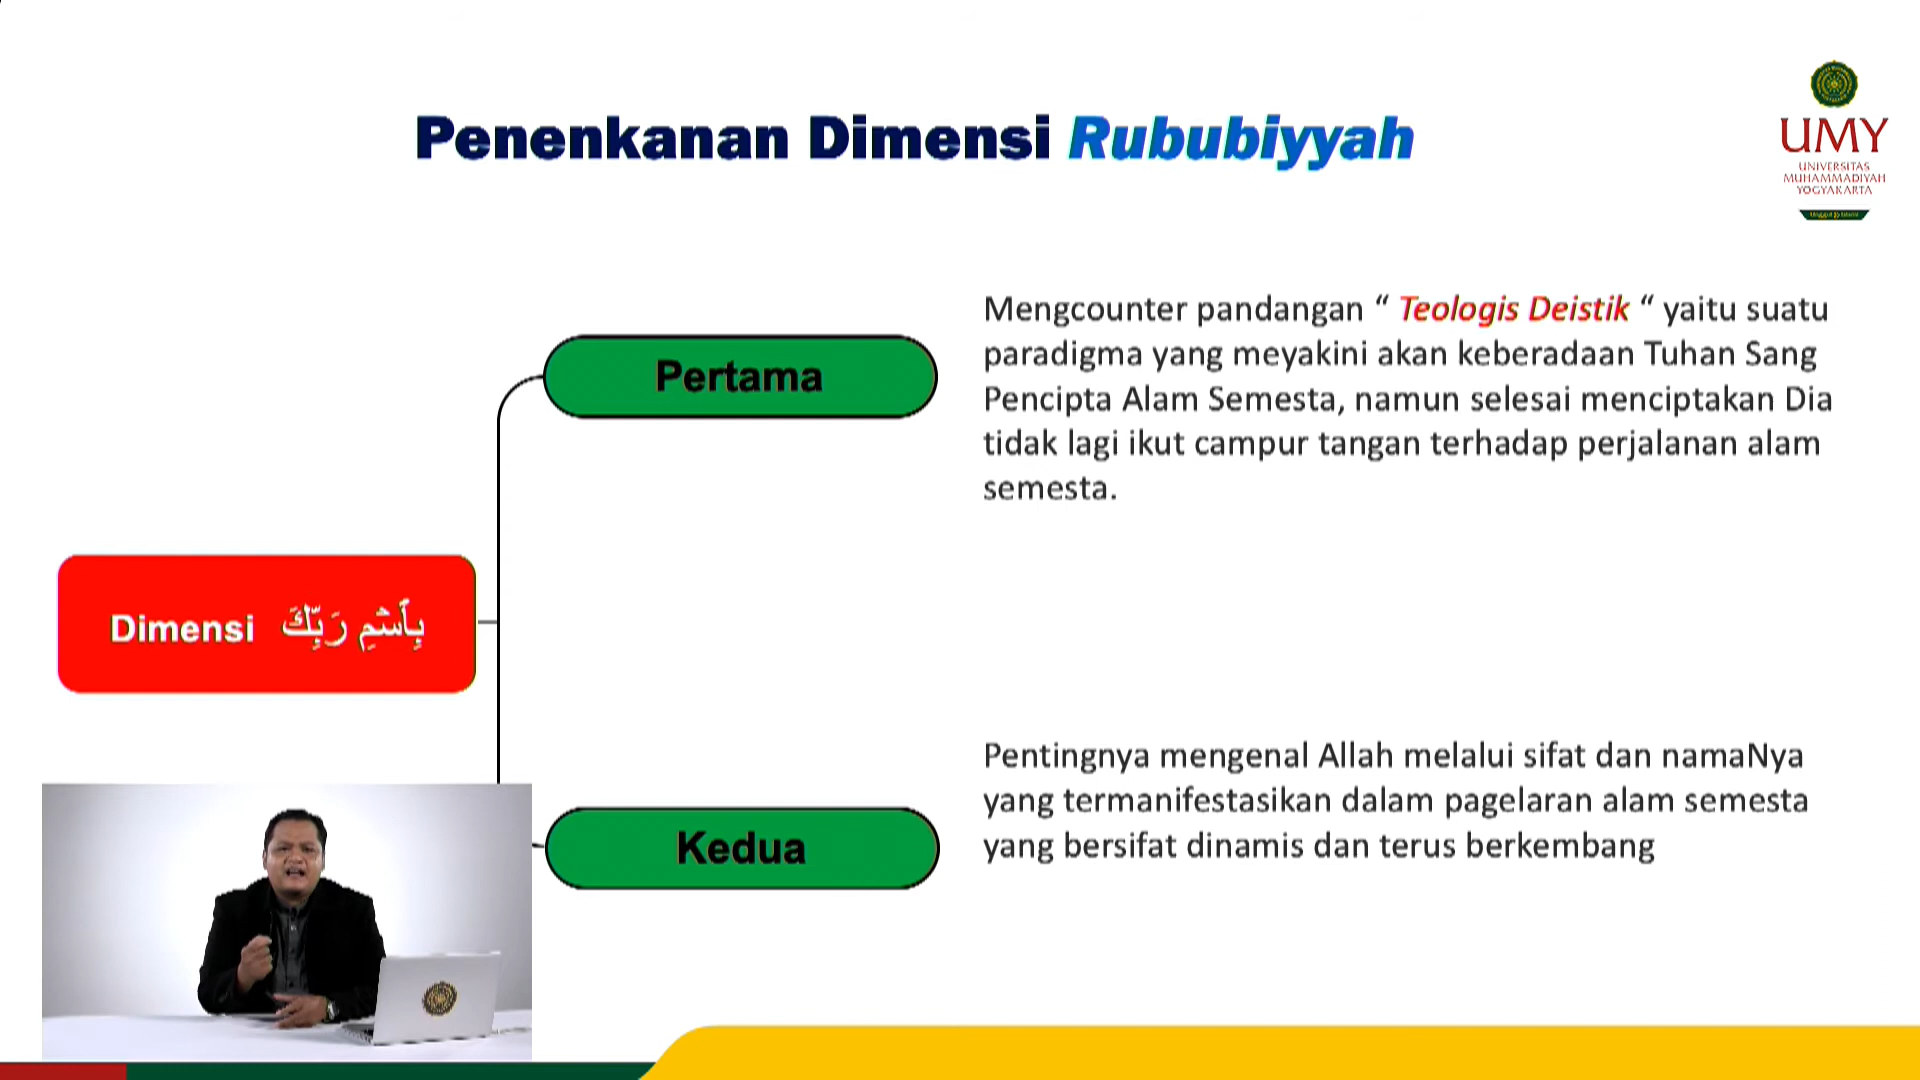 Penenkanan Dimensi Rububiyyah
UMY
UNIVERSITAS
MUHAMMADIYAH
YOGYAKARTA
Unggul & Islami
Mengcounter pandangan “ Teologis Deistik “ yaitu suatu
paradigma yang meyakini akan keberadaan Tuhan Sang
Pencipta Alam Semesta, namun selesai menciptakan Dia
tidak lagi ikut campur tangan terhadap perjalanan alam
semesta.
Pertama
Dimensi بِٱسْمِ رَبِّكَ
Kedua
Pentingnya mengenal Allah melalui sifat dan namaNya
yang termanifestasikan dalam pagelaran alam semesta
yang bersifat dinamis dan terus berkembang